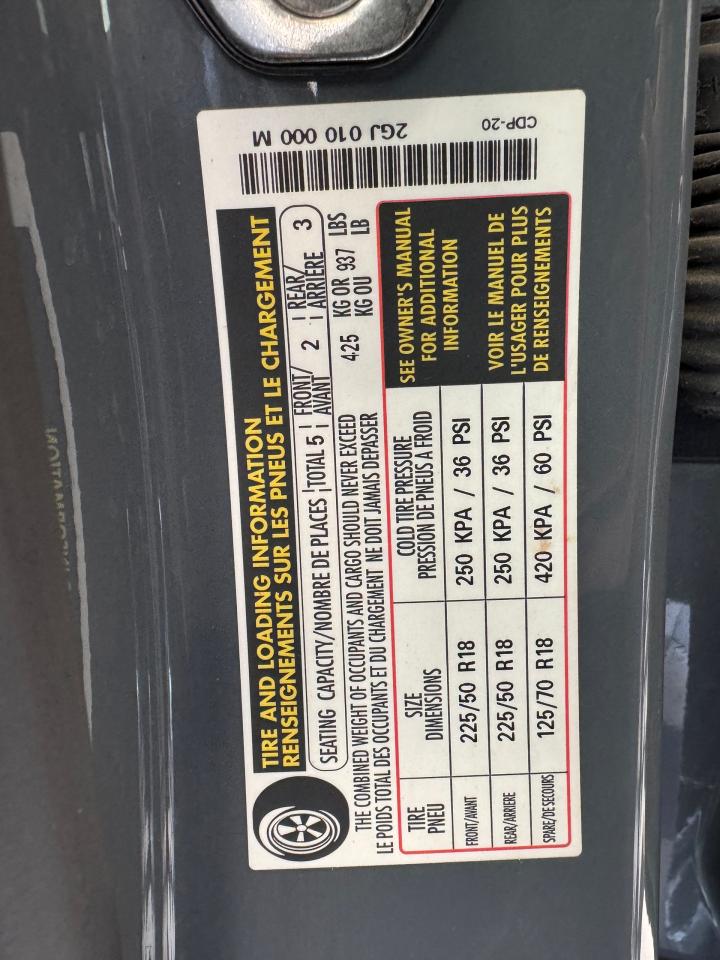 TIRE AND LOADING INFORMATION
RENSEIGNEMENTS SUR LES PNEUS ET LE CHARGEMENT
SEATING CAPACITY/NOMBRE DE PLACES TOTAL 5 FRONT/AVANT 2 REAR/ARRIÈRE 3
THE COMBINED WEIGHT OF OCCUPANTS AND CARGO SHOULD NEVER EXCEED 425 KG OR 937 LBS
LE POIDS TOTAL DES OCCUPANTS ET DU CHARGEMENT NE DOIT JAMAIS DEPASSER KG OU LB
TIRE PNEU
SIZE DIMENSIONS
COLD TIRE PRESSURE
PRESSION DE PNEUS A FROID
FRONT/AVANT 225/50 R18 250 KPA / 36 PSI
REAR/ARRIERE 225/50 R18 250 KPA / 36 PSI
SPARE/DE SECOURS 125/70 R18 420 KPA / 60 PSI
SEE OWNER'S MANUAL
FOR ADDITIONAL
INFORMATION
VOIR LE MANUEL DE
L'USAGER POUR PLUS
DE RENSEIGNEMENTS
2GJ 010 000 M
CDP-20